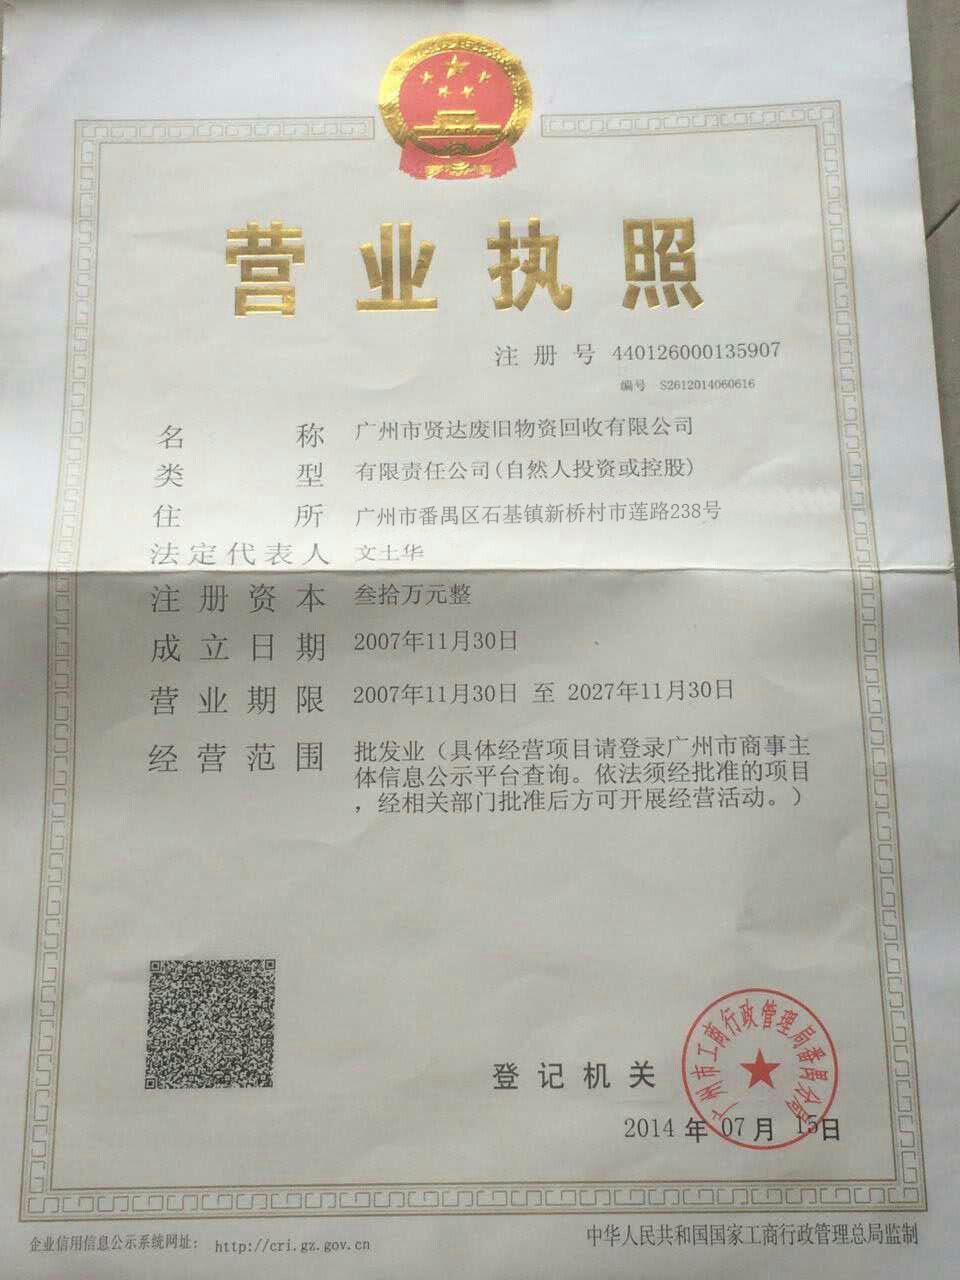 营业执照
注册号 440126000135907
编号 S2612014060616
名称 广州市贤达废旧物资回收有限公司
类型 有限责任公司(自然人投资或控股)
住所 广州市番禺区石基镇新桥村市莲路238号
法定代表人 文士华
注册资本 叁拾万元整
成立日期 2007年11月30日
营业期限 2007年11月30日 至 2027年11月30日
经营范围 批发业（具体经营项目请登录广州市商事主
体信息公示平台查询。依法须经批准的项目
，经相关部门批准后方可开展经营活动。）
广州市工商行政管理局番禺分局
登记机关
2014 年 07 月 15 日
企业信用信息公示系统网址： http://cri.gz.gov.cn
中华人民共和国国家工商行政管理总局监制